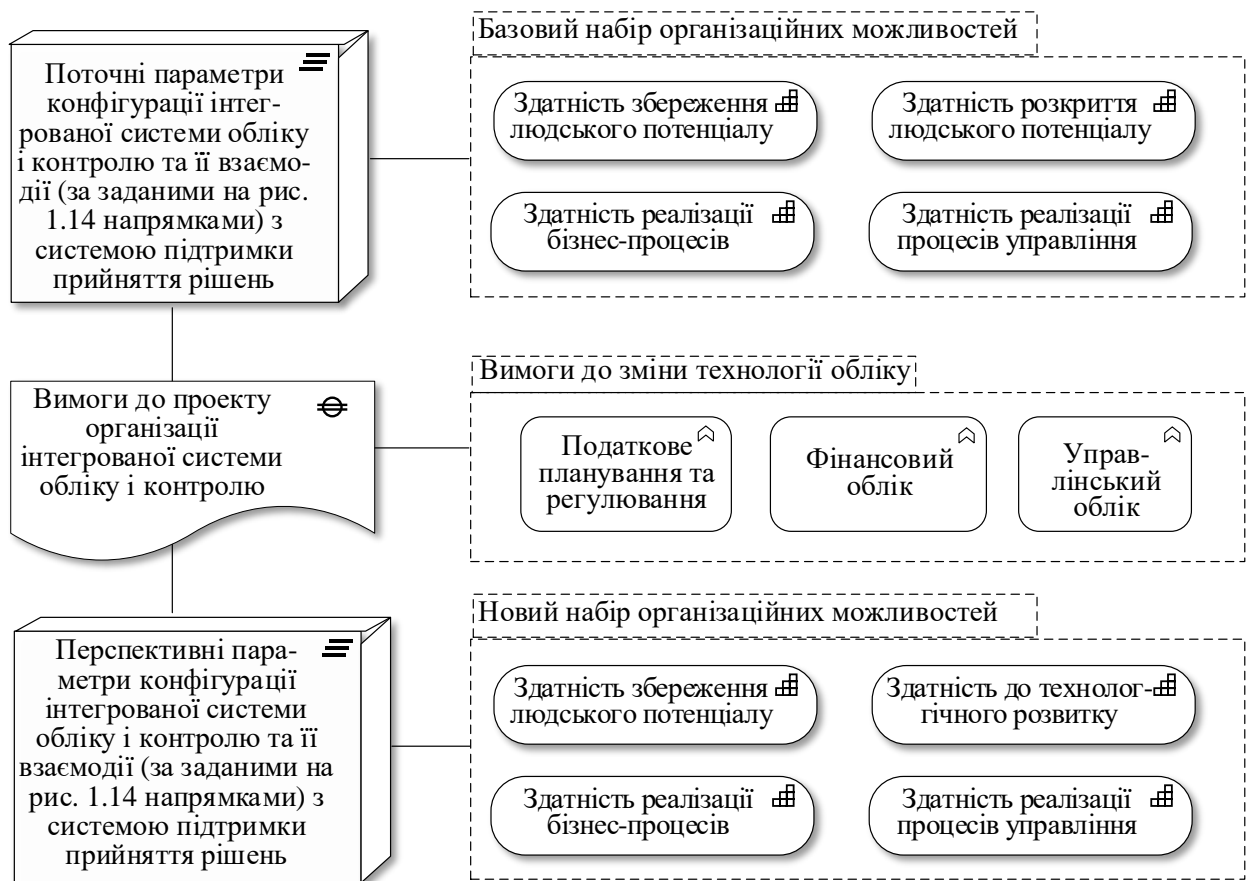 Поточні параметри
конфігурації інтег-
рованої системи обліку
і контролю та її взаємо-
дії (за заданими на рис.
1.14 напрямками) з
системою підтримки
прийняття рішень
Базовий набір організаційних можливостей
Здатність збереження
людського потенціалу
Здатність розкриття
людського потенціалу
Здатність реалізації
бізнес-процесів
Здатність реалізації
процесів управління
Вимоги до проекту
організації
інтегрованої системи
обліку і контролю
Вимоги до зміни технології обліку
Податкове
планування та
регулювання
Фінансовий
облік
Управ-
лінський
облік
Перспективні пара-
метри конфігурації
інтегрованої системи
обліку і контролю та її
взаємодії (за заданими на
рис. 1.14 напрямками) з
системою підтримки
прийняття рішень
Новий набір організаційних можливостей
Здатність збереження
людського потенціалу
Здатність до технолог-
гічного розвитку
Здатність реалізації
бізнес-процесів
Здатність реалізації
процесів управління